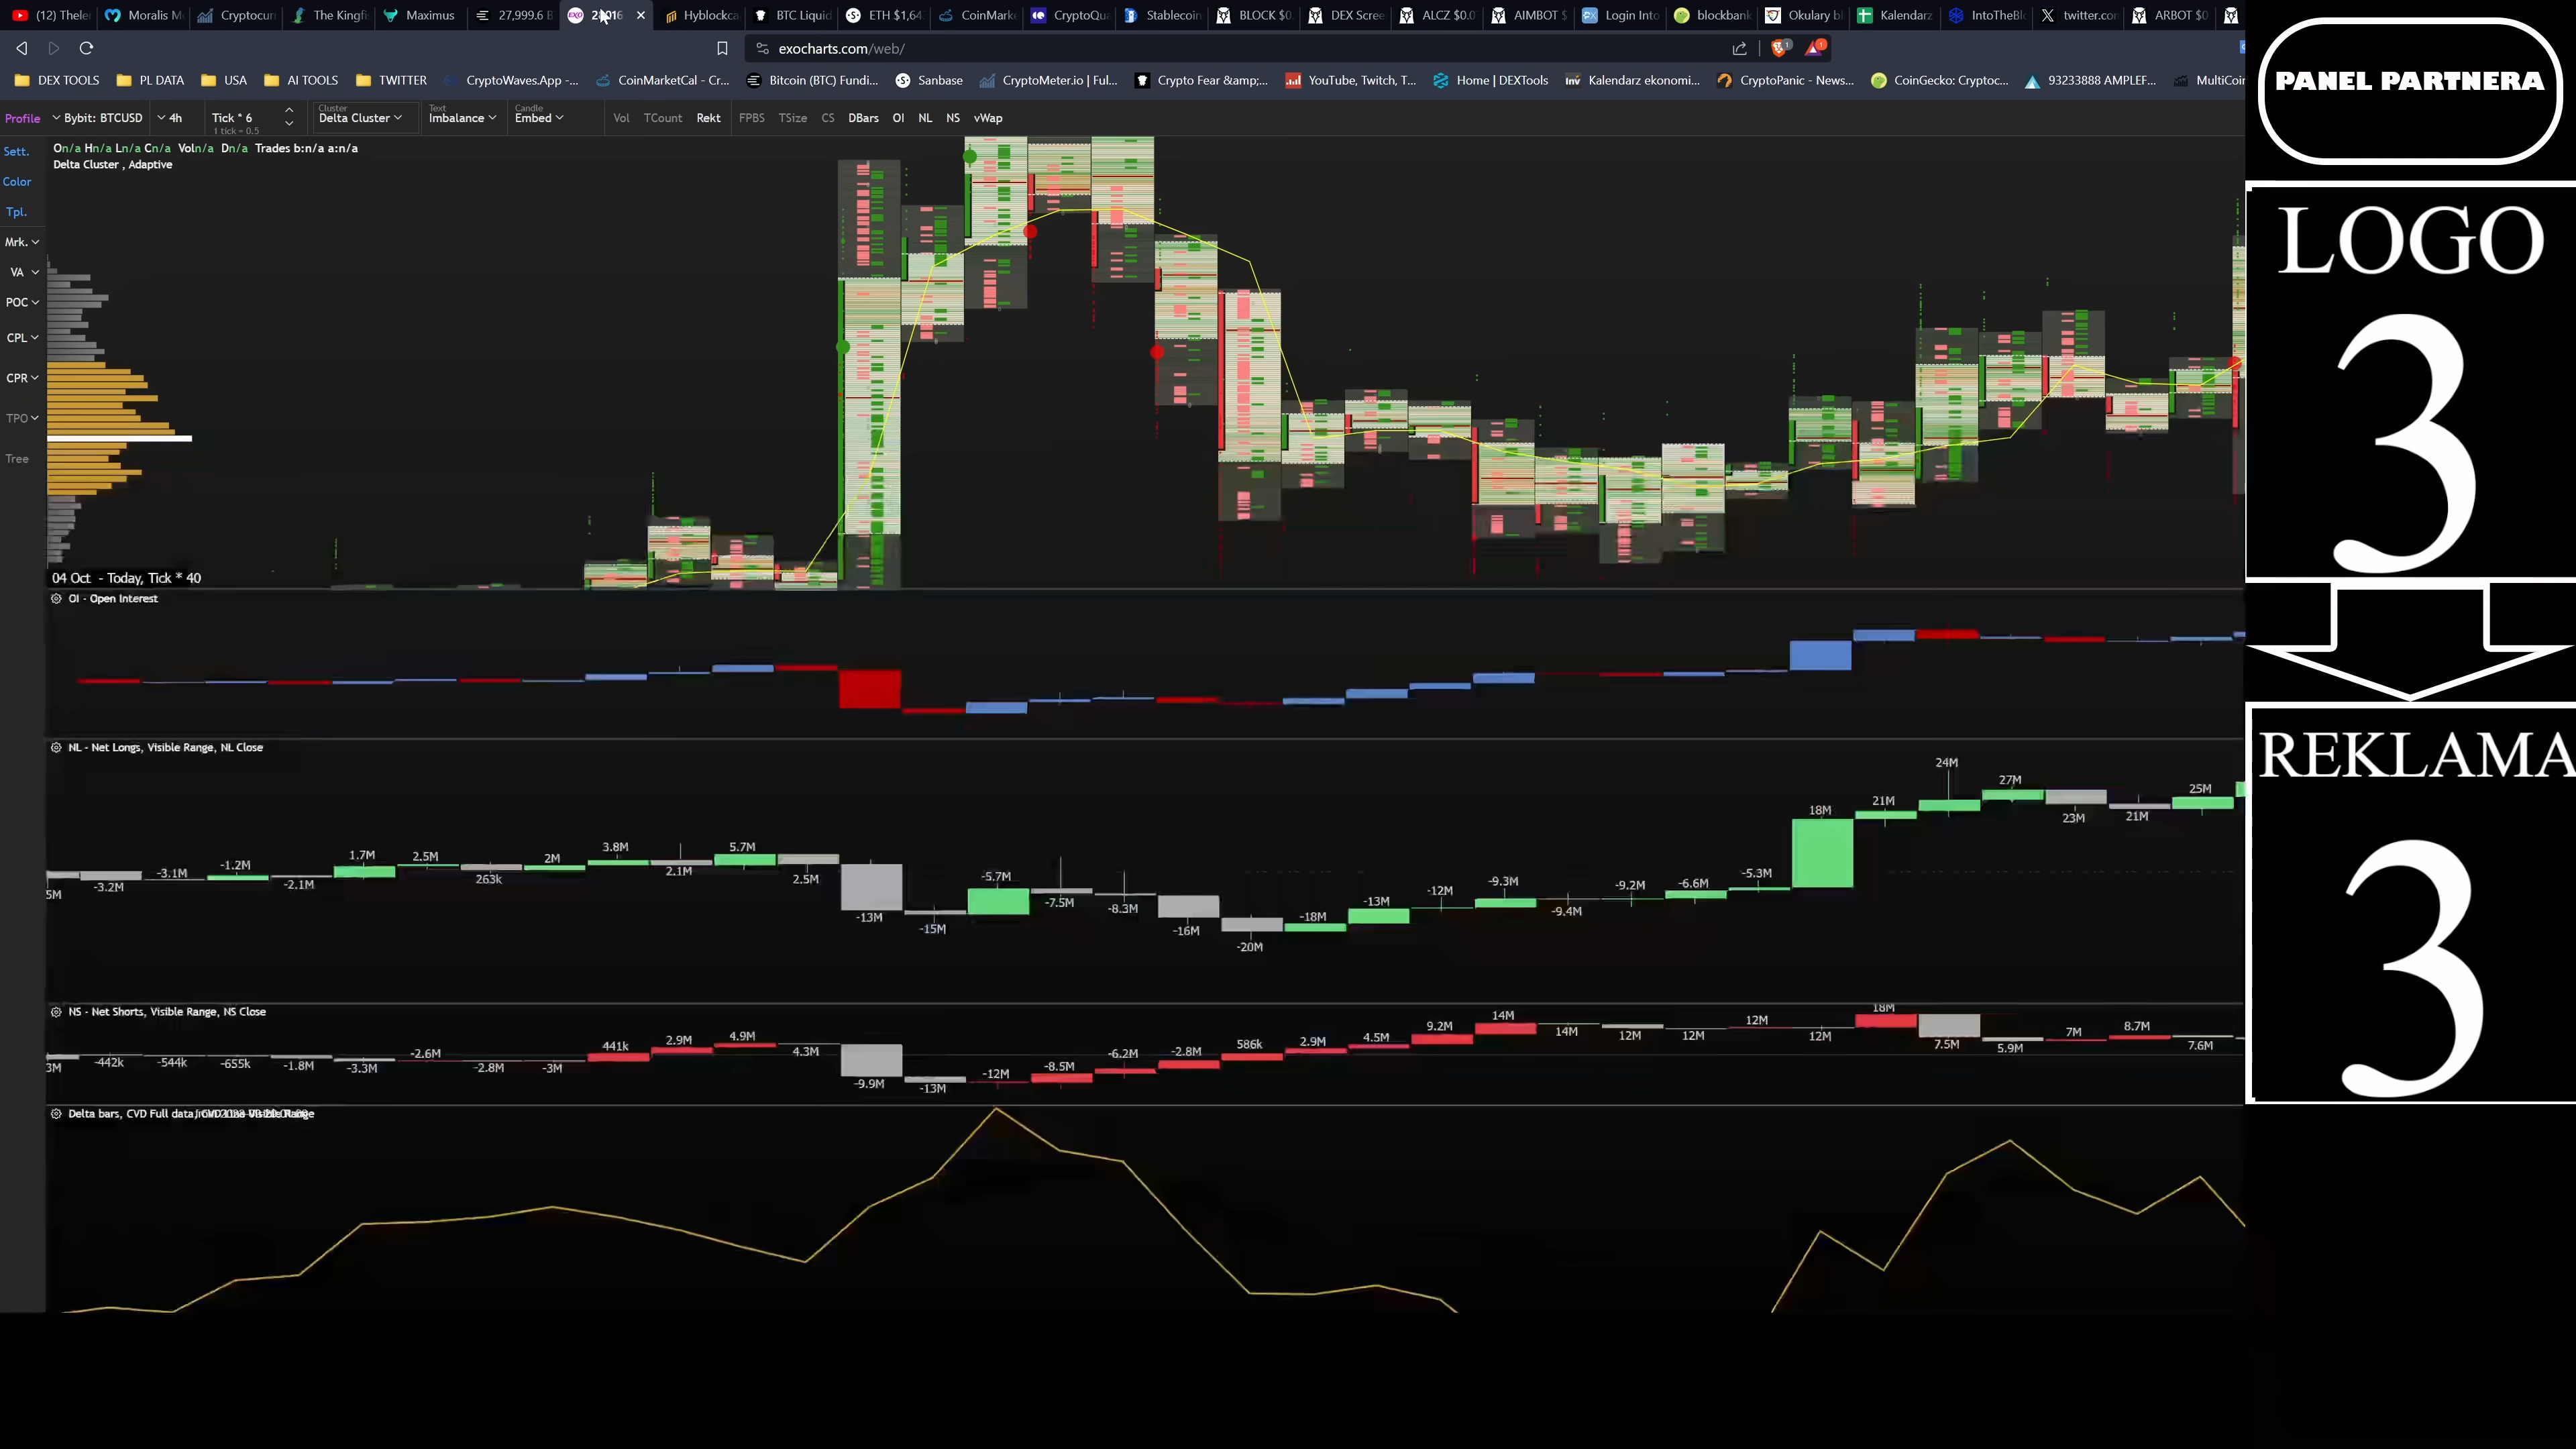 (12) Thelen
Moralis M
Cryptocurr
The Kingfi
Maximus
27,999.6 B
Hyblockca
BTC Liquid
ETH $1,64
CoinMarke
CryptoQua
Stablecoin
BLOCK $0.
DEX Scree
ALCZ $0.0
AIMBOT $
Login Into
blockbank
Okulary bl
Kalendarz
IntoTheBl
twitter.com
ARBOT $0
exocharts.com/web/
DEX TOOLS
PL DATA
USA
AI TOOLS
TWITTER
CryptoWaves.App -...
CoinMarketCal - Cr...
Bitcoin (BTC) Fundi...
Sanbase
CryptoMeter.io | Ful...
Crypto Fear &amp;...
YouTube, Twitch, T...
Home | DEXTools
Kalendarz ekonomi...
CryptoPanic - News...
CoinGecko: Cryptoc...
93233888 AMPLEF...
MultiCoin
Profile
Bybit: BTCUSD
4h
Tick * 6
1 tick = 0.5
Cluster
Delta Cluster
Text
Imbalance
Candle
Embed
Vol TCount Rekt FPBS TSize CS DBars OI NL NS vWap
Sett.
Color
Tpl.
Mrk.
VA
POC
CPL
CPR
TPO
Tree
On/a Hn/a Ln/a Cn/a Voln/a Dn/a Trades b:n/a a:n/a
Delta Cluster , Adaptive
04 Oct - Today, Tick * 40
OI - Open Interest
NL - Net Longs, Visible Range, NL Close
5M -3.2M -3.1M -1.2M -2.1M 1.7M 2.5M 263k 2M 3.8M 2.1M 5.7M 2.5M -13M -15M -5.7M -7.5M -8.3M -16M -20M -18M -13M -12M -9.3M -9.4M -9.2M -6.6M -5.3M 18M 21M 24M 27M 23M 21M 25M
NS - Net Shorts, Visible Range, NS Close
3M -442k -544k -655k -1.8M -3.3M -2.6M -2.8M -3M 441k 2.9M 4.9M 4.3M -9.9M -13M -12M -8.5M -6.2M -2.8M 586k 2.9M 4.5M 9.2M 14M 14M 12M 12M 12M 12M 18M 7.5M 5.9M 7M 8.7M 7.6M
Delta bars, CVD Full data,
PANEL PARTNERA
LOGO
3
REKLAMA
3